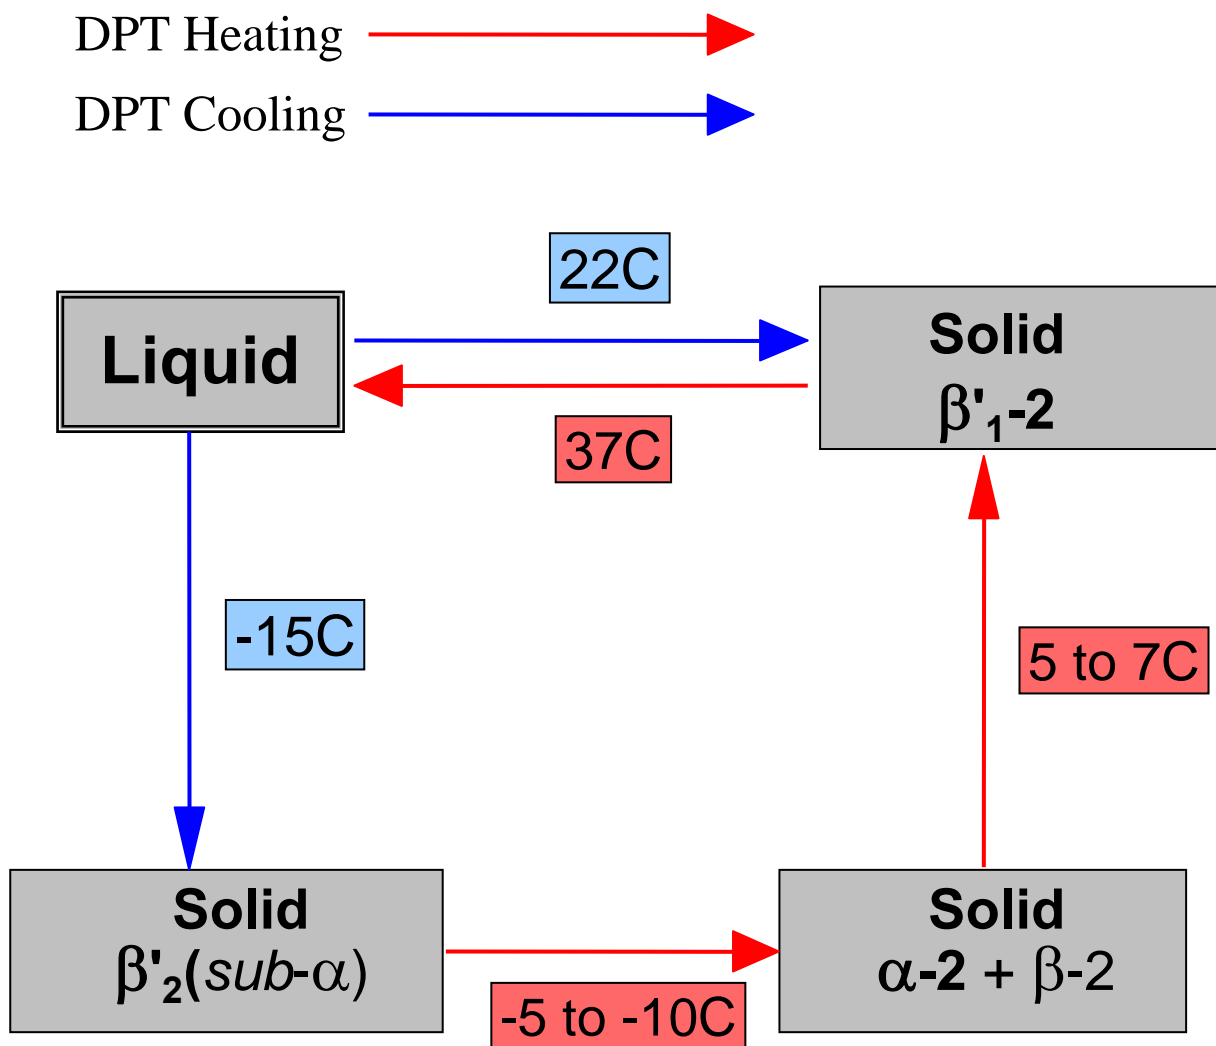 DPT Heating
DPT Cooling
22C
Liquid
Solid
β'₁-2
37C
-15C
5 to 7C
Solid
β'₂(sub-α)
Solid
α-2 + β-2
-5 to -10C